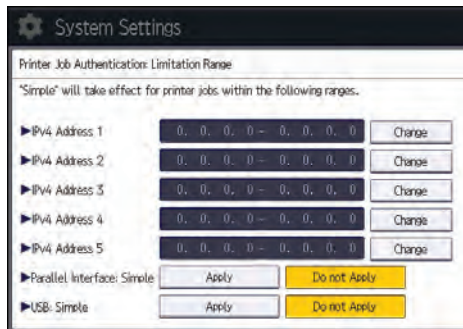 System Settings
Printer Job Authentication: Limitation Range
"Simple" will take effect for printer jobs within the following ranges.
►IPv4 Address 1 0. 0. 0. 0 – 0. 0. 0. 0 Change
►IPv4 Address 2 0. 0. 0. 0 – 0. 0. 0. 0 Change
►IPv4 Address 3 0. 0. 0. 0 – 0. 0. 0. 0 Change
►IPv4 Address 4 0. 0. 0. 0 – 0. 0. 0. 0 Change
►IPv4 Address 5 0. 0. 0. 0 – 0. 0. 0. 0 Change
►Parallel Interface: Simple Apply Do not Apply
►USB: Simple Apply Do not Apply